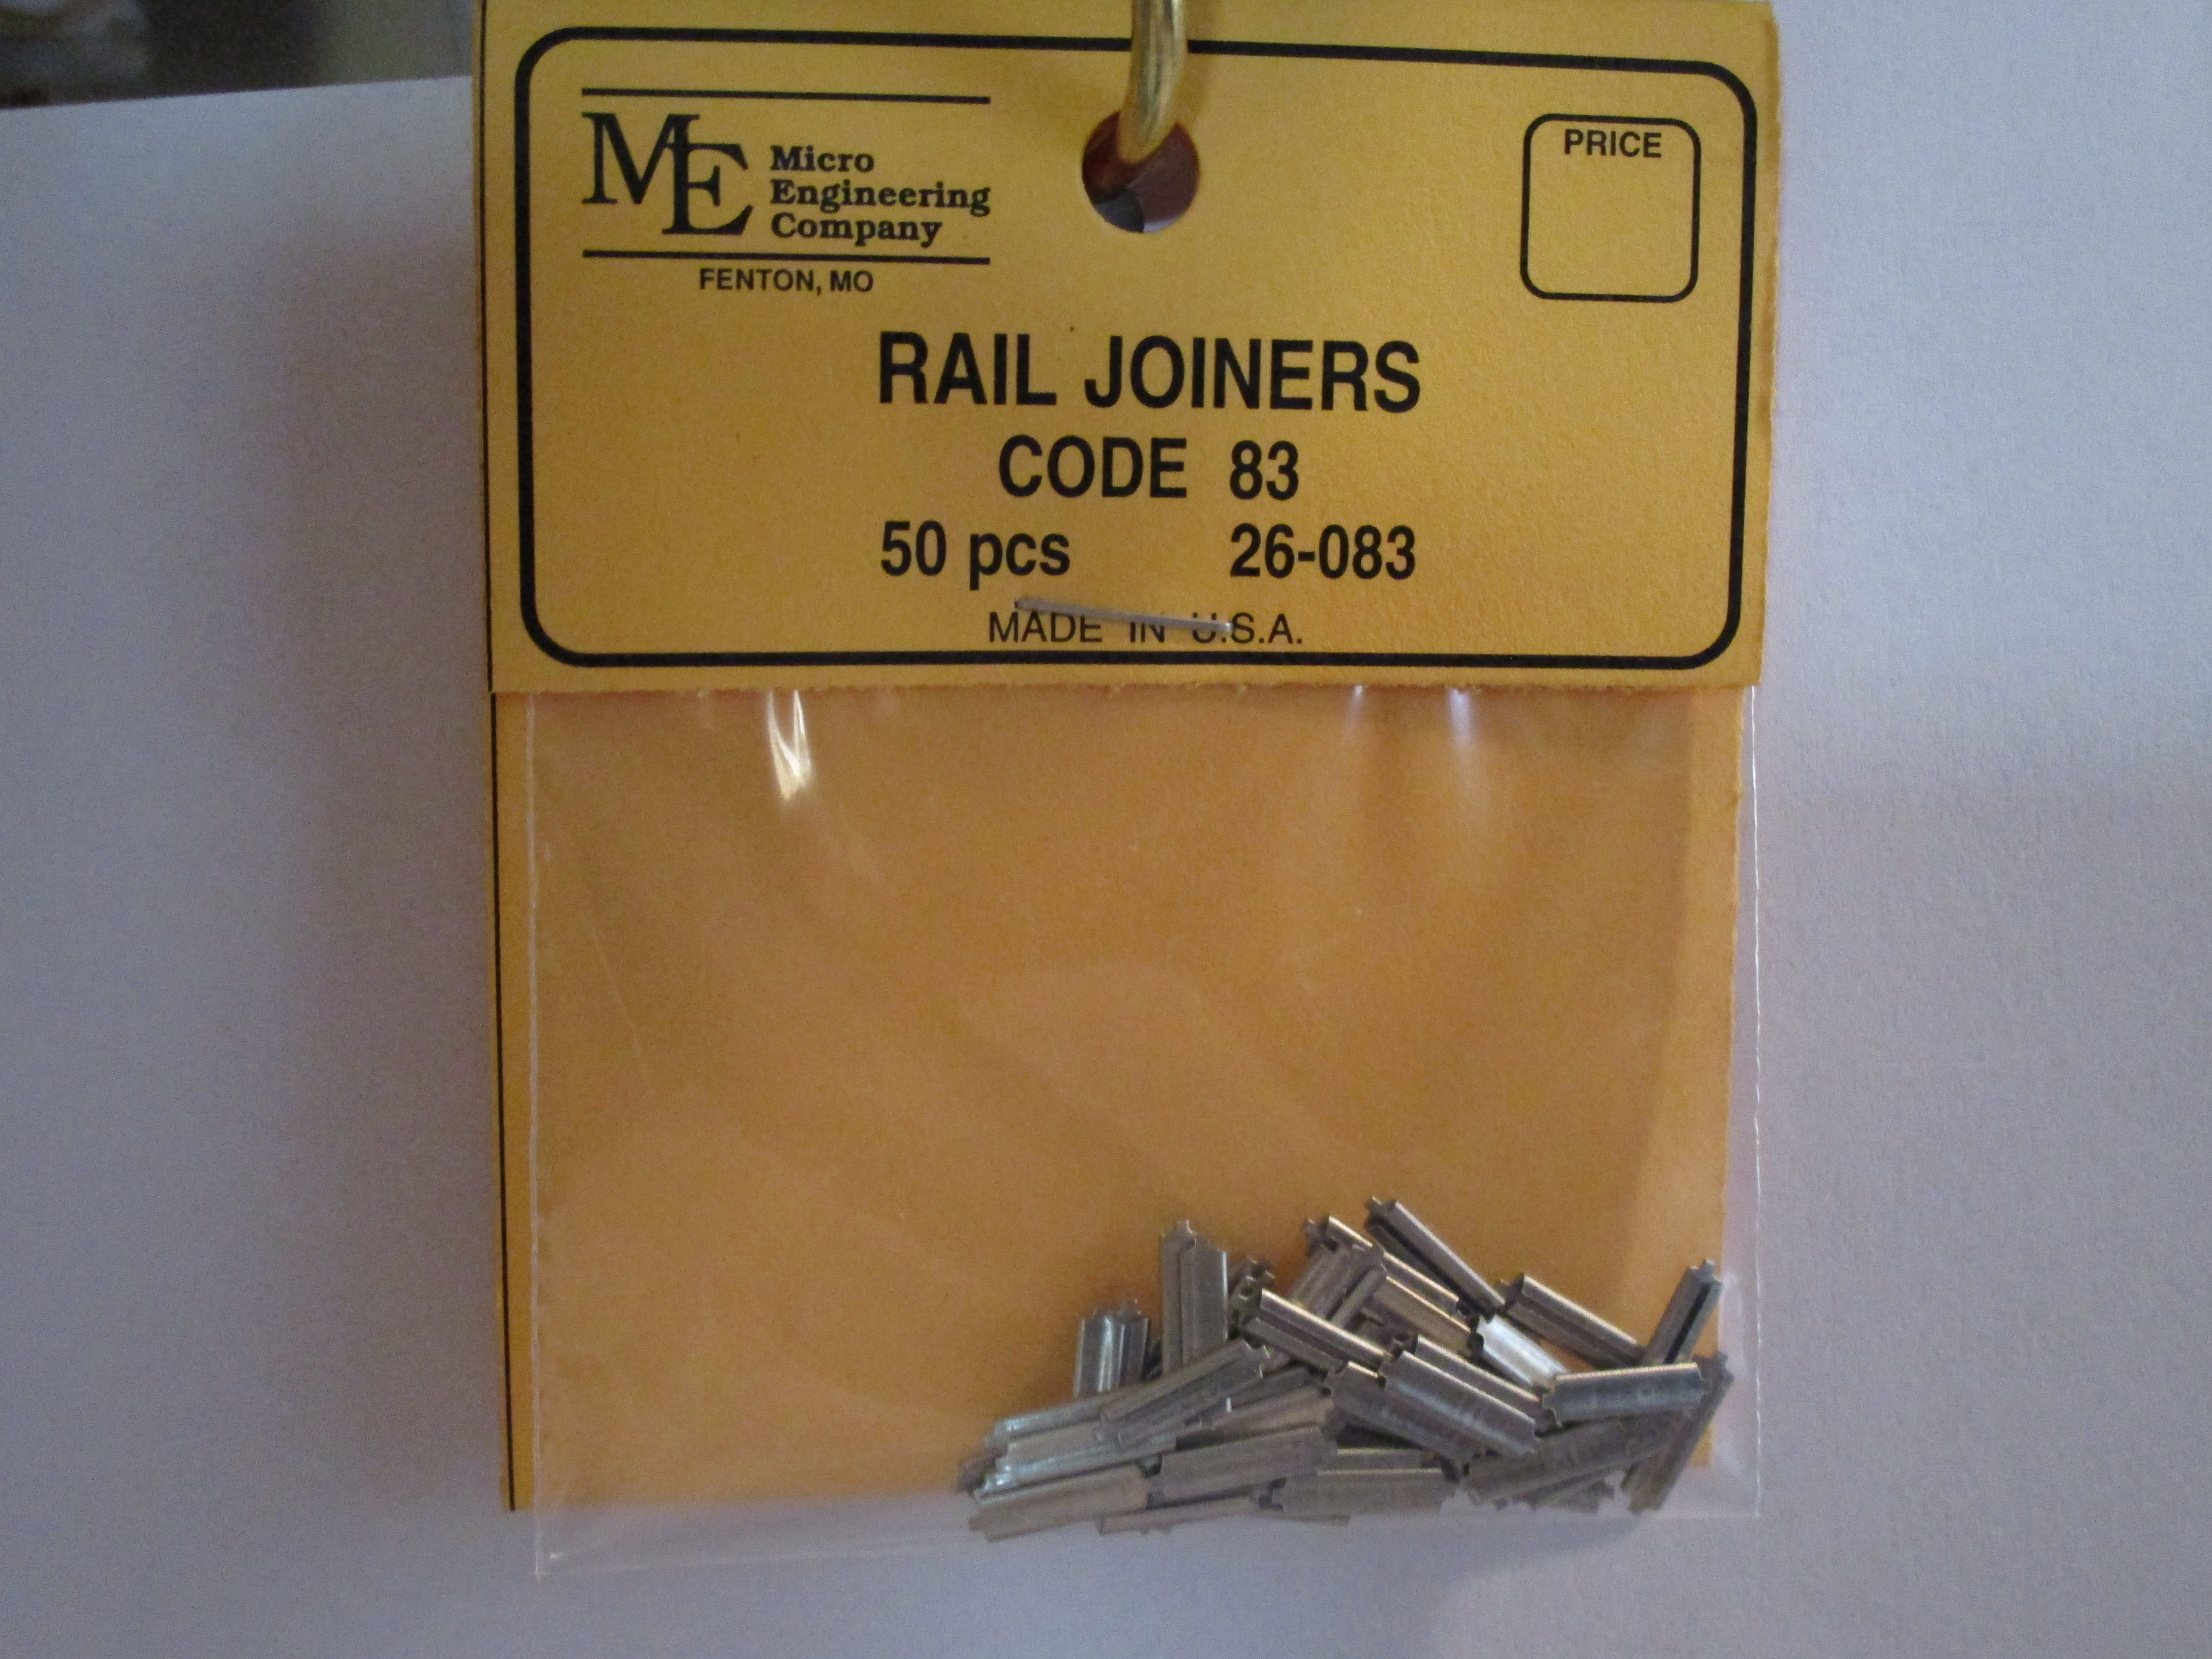 ME Micro
Engineering
Company
FENTON, MO
PRICE
RAIL JOINERS
CODE 83
50 pcs 26-083
MADE IN U.S.A.